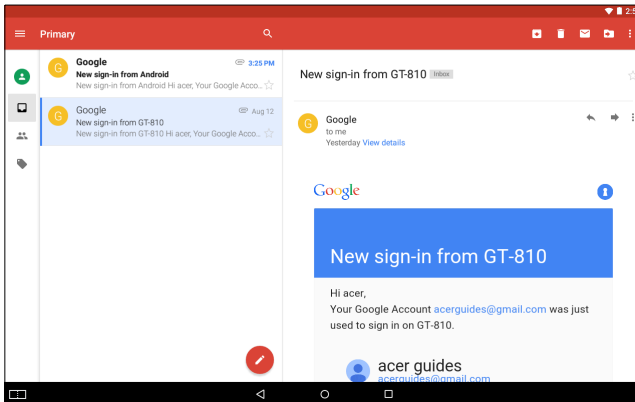 2:5
Primary
Google 3:25 PM
New sign-in from Android
New sign-in from Android Hi acer, Your Google Acco...
Google Aug 12
New sign-in from GT-810
New sign-in from GT-810 Hi acer, Your Google Acco...
New sign-in from GT-810 Inbox
G
G
G
Google
to me
Yesterday View details
Google
New sign-in from GT-810
Hi acer,
Your Google Account acerguides@gmail.com was just
used to sign in on GT-810.
acer guides
acerguides@gmail.com